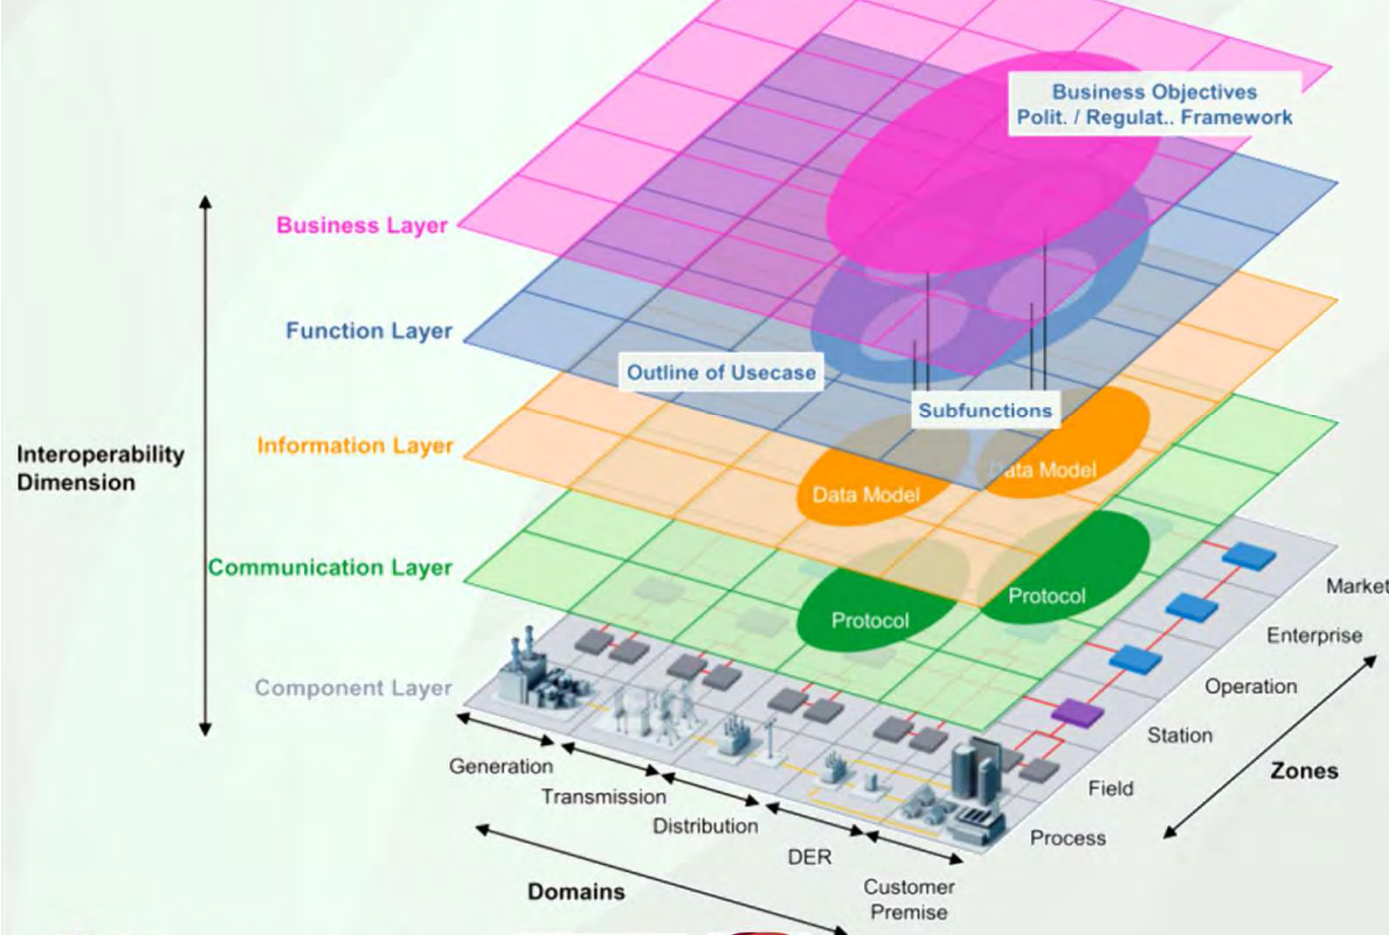 Business Objectives
Polit. / Regulat.. Framework
Business Layer
Function Layer
Outline of Usecase
Subfunctions
Information Layer
Interoperability
Dimension
Data Model
Data Model
Communication Layer
Protocol
Protocol
Component Layer
Market
Enterprise
Operation
Station
Field
Process
Zones
Generation
Transmission
Distribution
DER
Customer
Premise
Domains